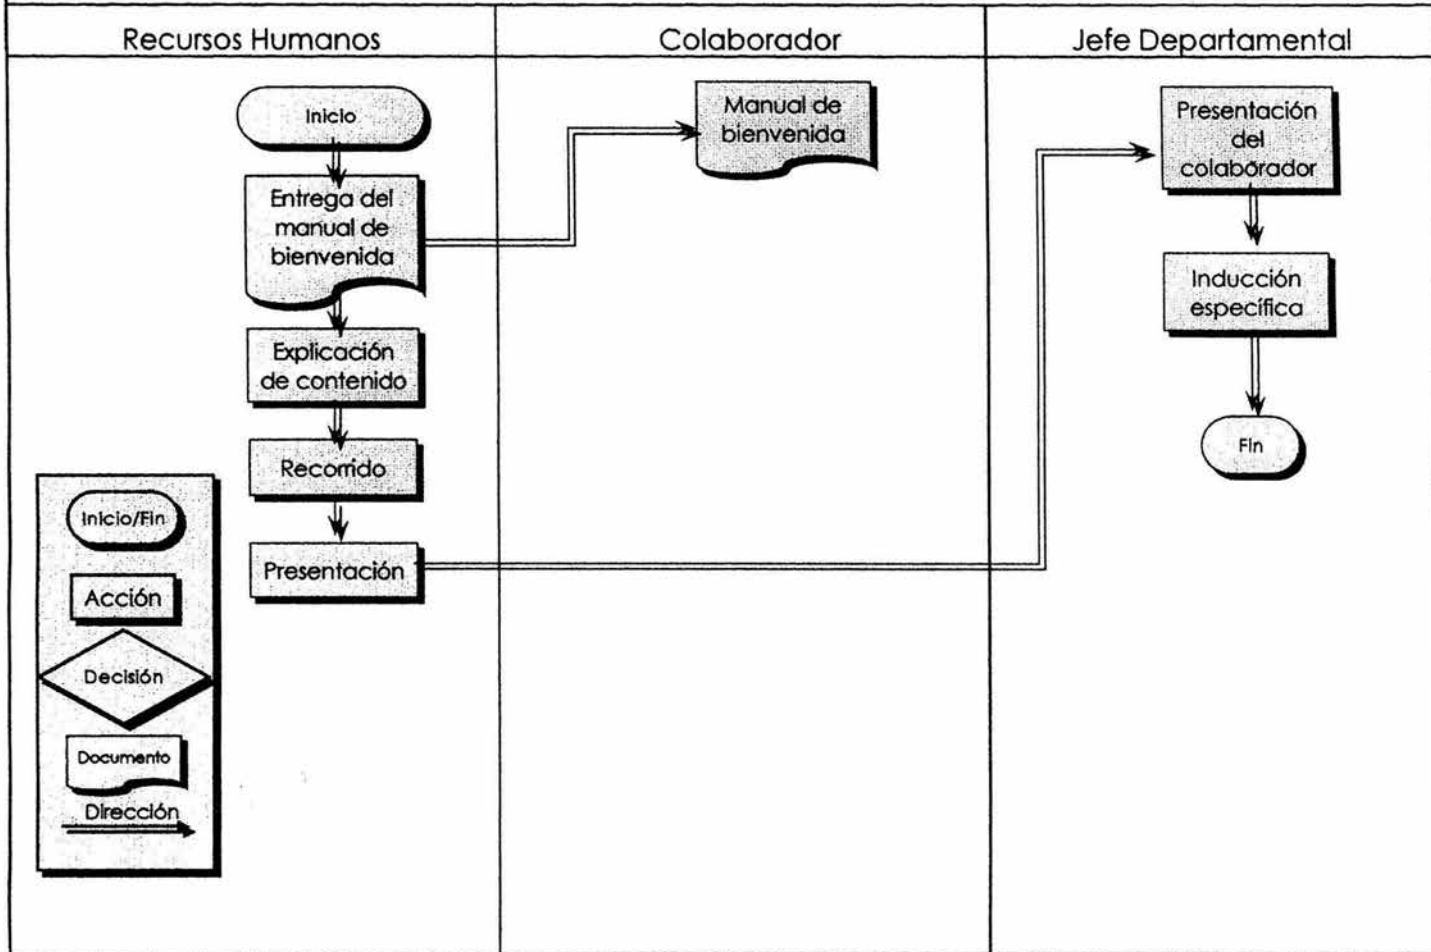 Recursos Humanos
Colaborador
Jefe Departamental
Inicio
Entrega del
manual de
bienvenida
Explicación
de contenido
Recorrido
Presentación
Manual de
bienvenida
Presentación
del
colaborador
Inducción
específica
Fin
Inicio/Fin
Acción
Decisión
Documento
Dirección